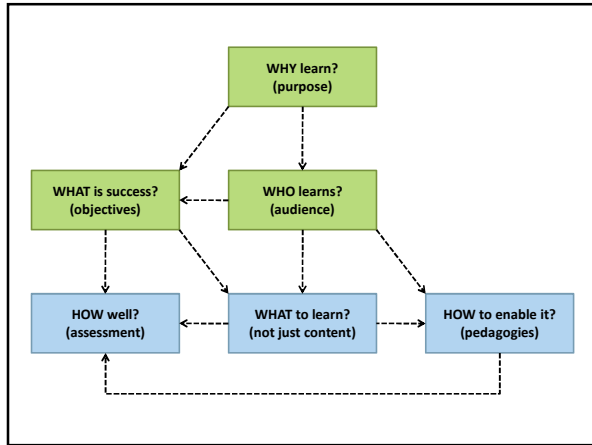 WHY learn?
(purpose)
WHAT is success?
(objectives)
WHO learns?
(audience)
HOW well?
(assessment)
WHAT to learn?
(not just content)
HOW to enable it?
(pedagogies)